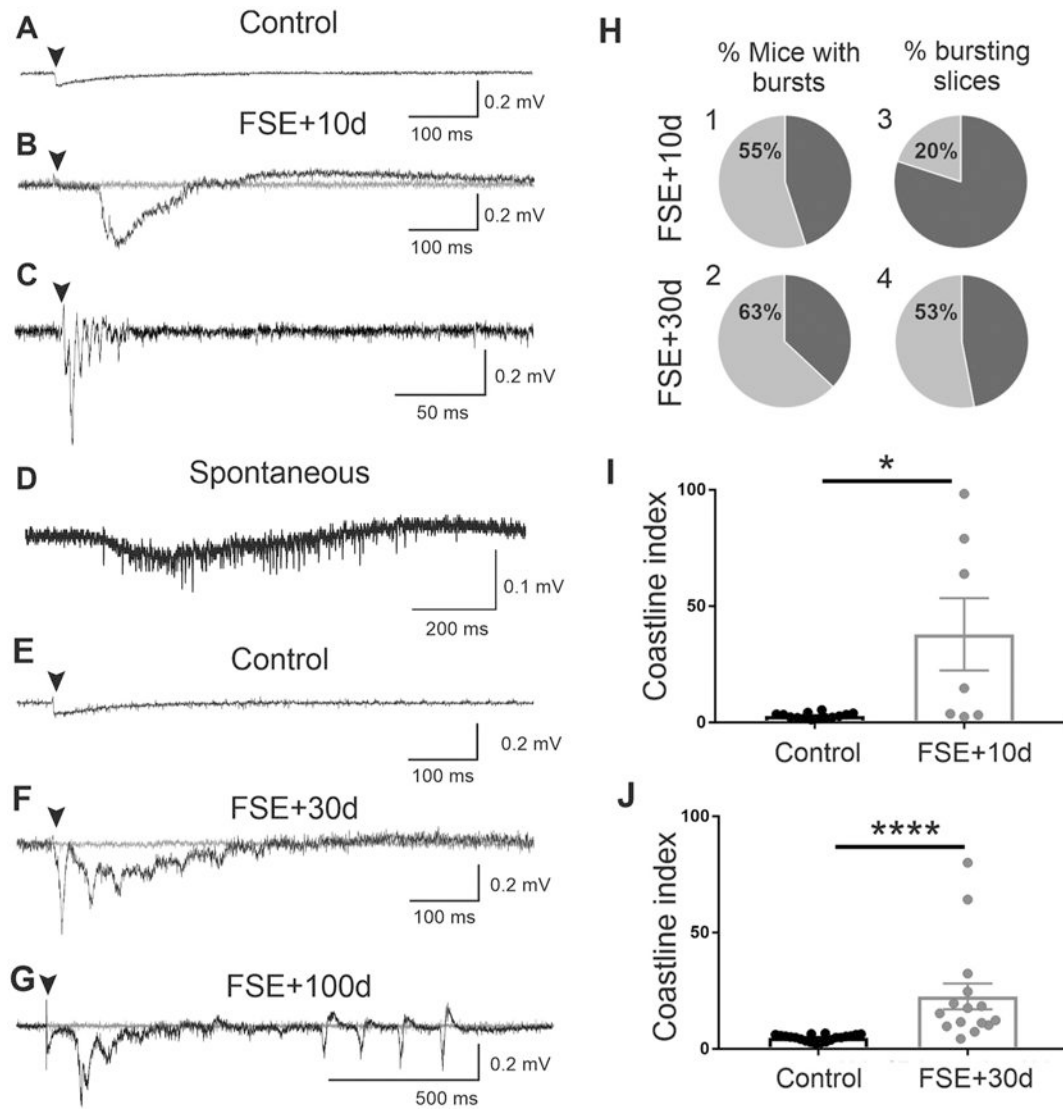 A
Control
0.2 mV
100 ms
FSE+10d
B
0.2 mV
100 ms
C
0.2 mV
50 ms
D
Spontaneous
0.1 mV
200 ms
E
Control
0.2 mV
100 ms
F
FSE+30d
0.2 mV
100 ms
G
FSE+100d
0.2 mV
500 ms
H
% Mice with
bursts
% bursting
slices
FSE+10d
1
55%
3
20%
FSE+30d
2
63%
4
53%
I
*
Coastline index
100
50
0
Control
FSE+10d
J
****
Coastline index
100
50
0
Control
FSE+30d